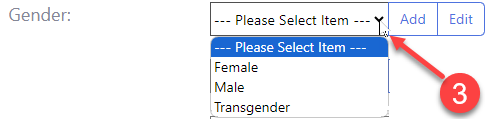 Gender: --- Please Select Item --- Add Edit
--- Please Select Item ---
Female
Male
Transgender
3